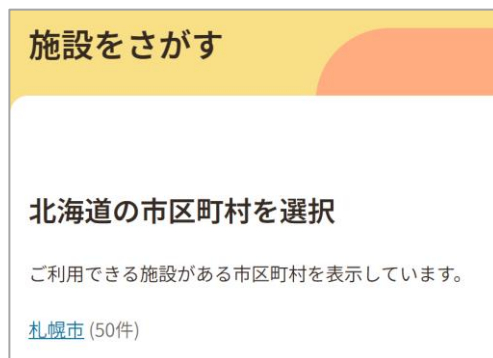 施設をさがす
北海道の市区町村を選択
ご利用できる施設がある市区町村を表示しています。
札幌市 (50件)